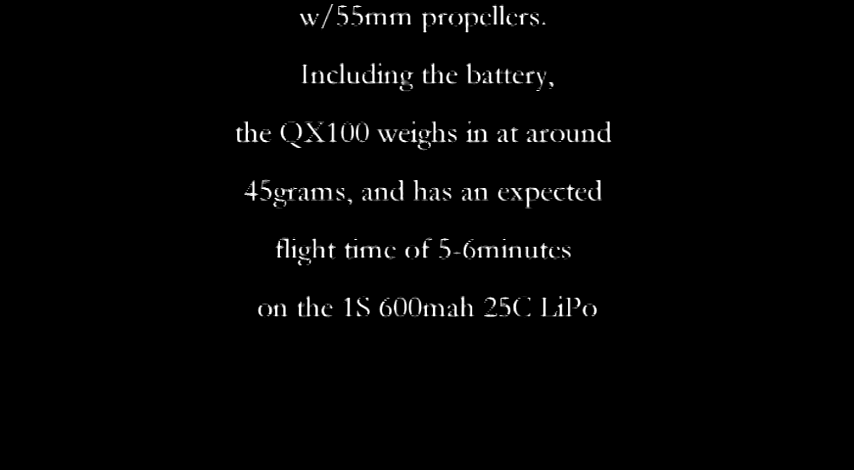 w/55mm propellers.
Including the battery,
the QX100 weighs in at around
45grams, and has an expected
flight time of 5-6minutes
on the 1S 600mah 25C LiPo